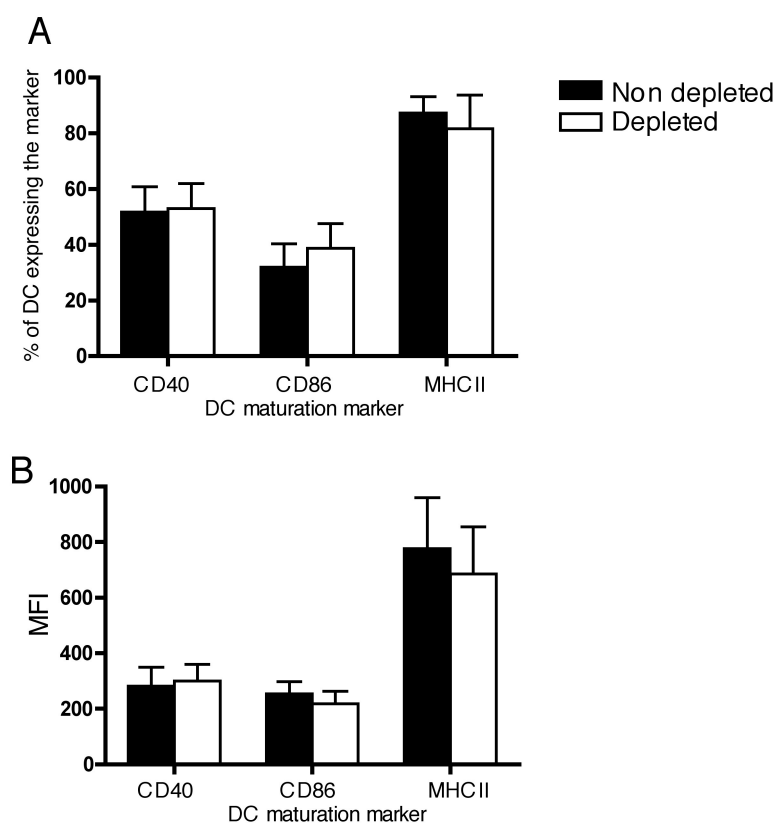 A
% of DC expressing the marker
100
80
60
40
20
0
CD40 CD86 MHCII
DC maturation marker
Non depleted
Depleted
B
MFI
1000
800
600
400
200
0
CD40 CD86 MHCII
DC maturation marker